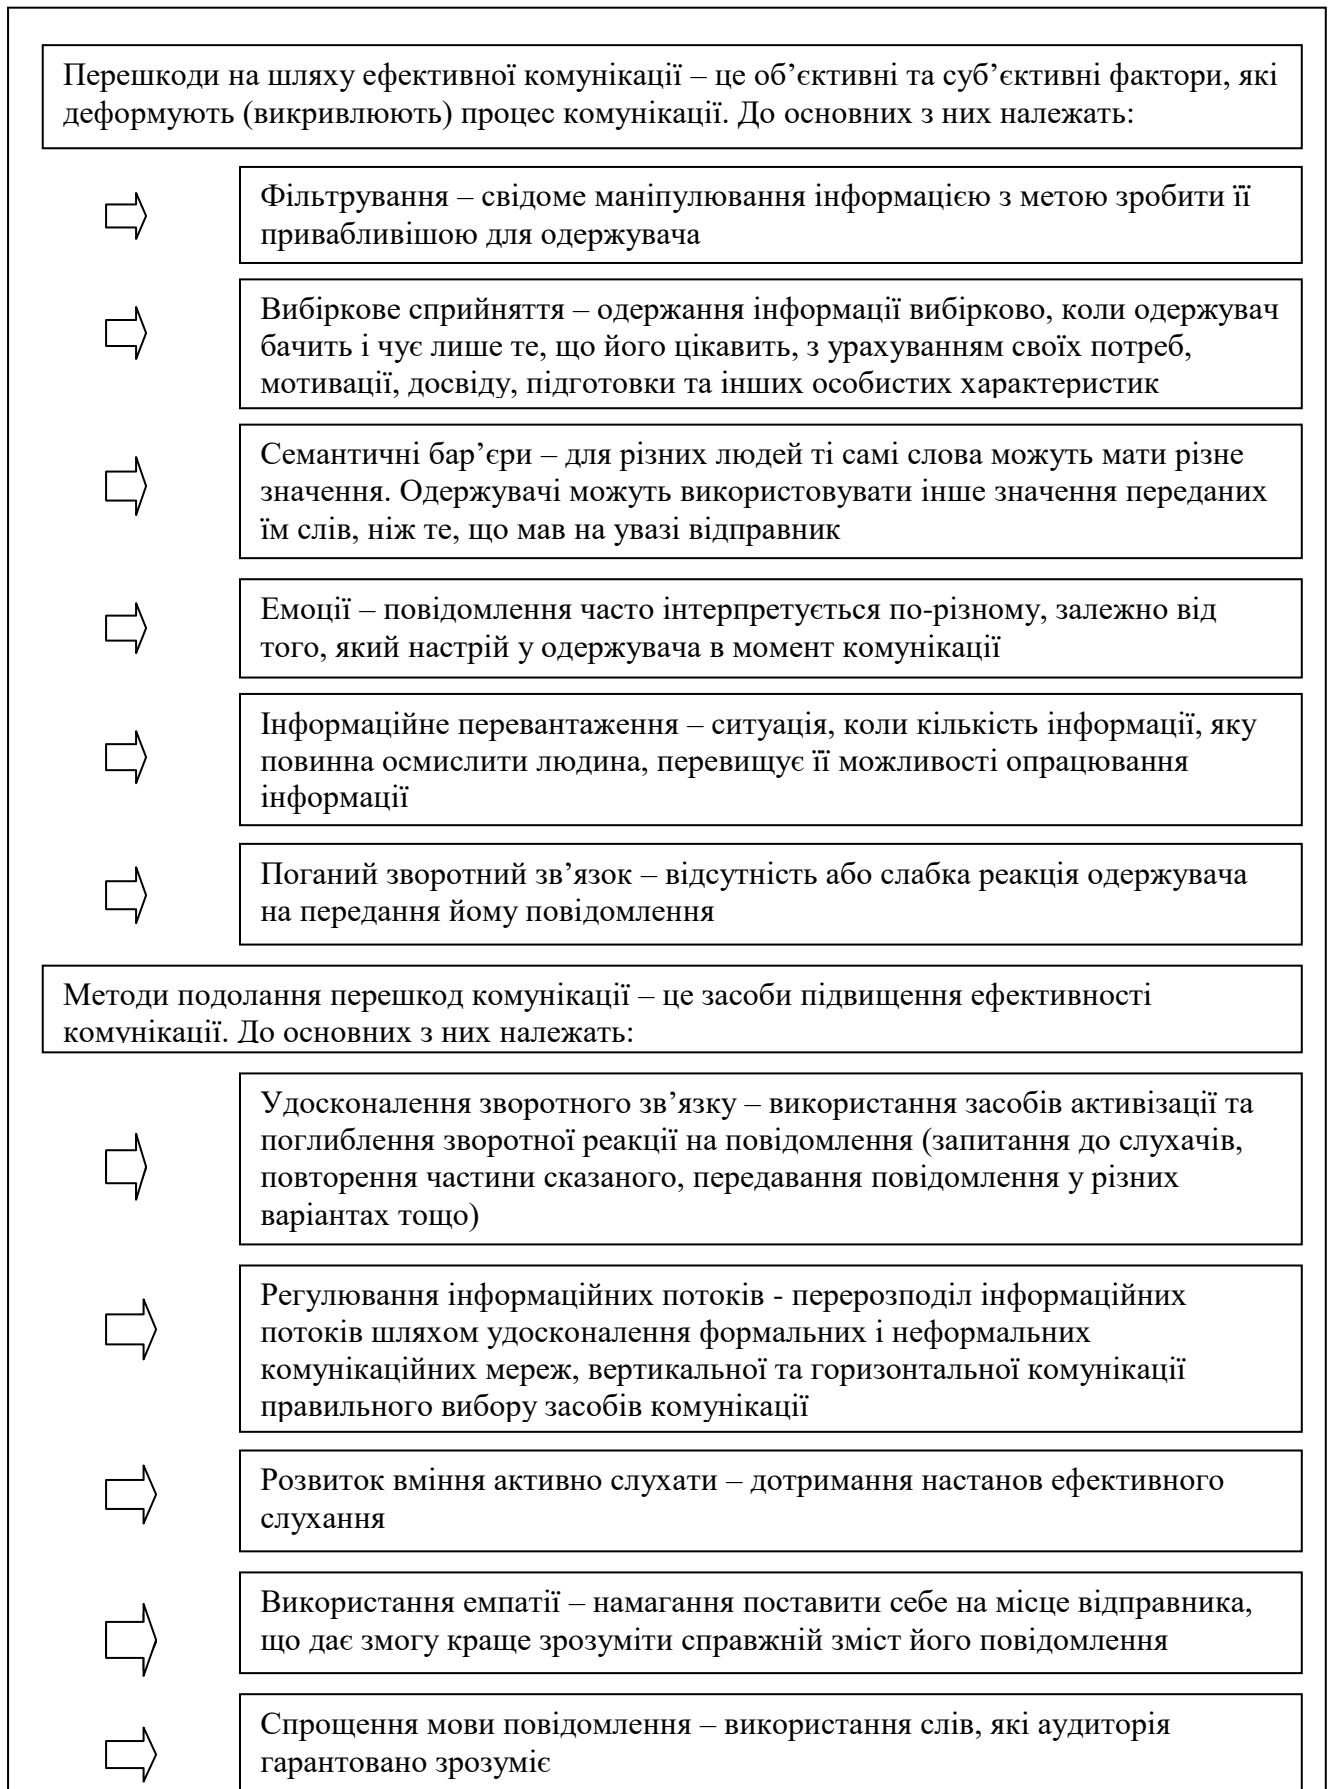 Перешкоди на шляху ефективної комунікації – це об’єктивні та суб’єктивні фактори, які
деформують (викривлюють) процес комунікації. До основних з них належать:
Фільтрування – свідоме маніпулювання інформацією з метою зробити її
привабливішою для одержувача
Вибіркове сприйняття – одержання інформації вибірково, коли одержувач
бачить і чує лише те, що його цікавить, з урахуванням своїх потреб,
мотивації, досвіду, підготовки та інших особистих характеристик
Семантичні бар’єри – для різних людей ті самі слова можуть мати різне
значення. Одержувачі можуть використовувати інше значення переданих
їм слів, ніж те, що мав на увазі відправник
Емоції – повідомлення часто інтерпретується по-різному, залежно від
того, який настрій у одержувача в момент комунікації
Інформаційне перевантаження – ситуація, коли кількість інформації, яку
повинна осмислити людина, перевищує її можливості опрацювання
інформації
Поганий зворотний зв’язок – відсутність або слабка реакція одержувача
на передання йому повідомлення
Методи подолання перешкод комунікації – це засоби підвищення ефективності
комунікації. До основних з них належать:
Удосконалення зворотного зв’язку – використання засобів активізації та
поглиблення зворотної реакції на повідомлення (запитання до слухачів,
повторення частини сказаного, передавання повідомлення у різних
варіантах тощо)
Регулювання інформаційних потоків - перерозподіл інформаційних
потоків шляхом удосконалення формальних і неформальних
комунікаційних мереж, вертикальної та горизонтальної комунікації
правильного вибору засобів комунікації
Розвиток вміння активно слухати – дотримання настанов ефективного
слухання
Використання емпатії – намагання поставити себе на місце відправника,
що дає змогу краще зрозуміти справжній зміст його повідомлення
Спрощення мови повідомлення – використання слів, які аудиторія
гарантовано зрозуміє